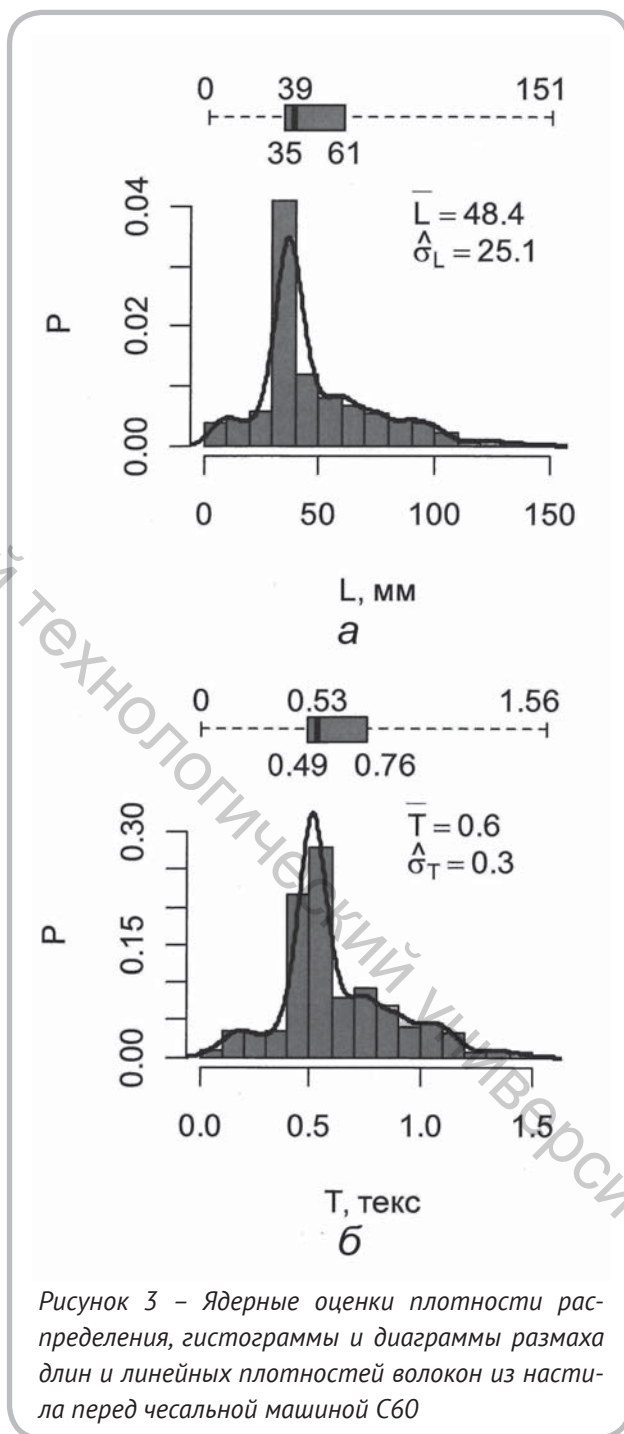 0 39 151
35 61
L̄ = 48.4
σ̂L = 25.1
P
0.04
0.02
0.00
0 50 100 150
L, мм
а
0 0.53 1.56
0.49 0.76
T̄ = 0.6
σ̂T = 0.3
P
0.30
0.15
0.00
0.0 0.5 1.0 1.5
T, текс
б
й технологический универси
Рисунок 3 – Ядерные оценки плотности рас-
пределения, гистограммы и диаграммы размаха
длин и линейных плотностей волокон из насти-
ла перед чесальной машиной С60